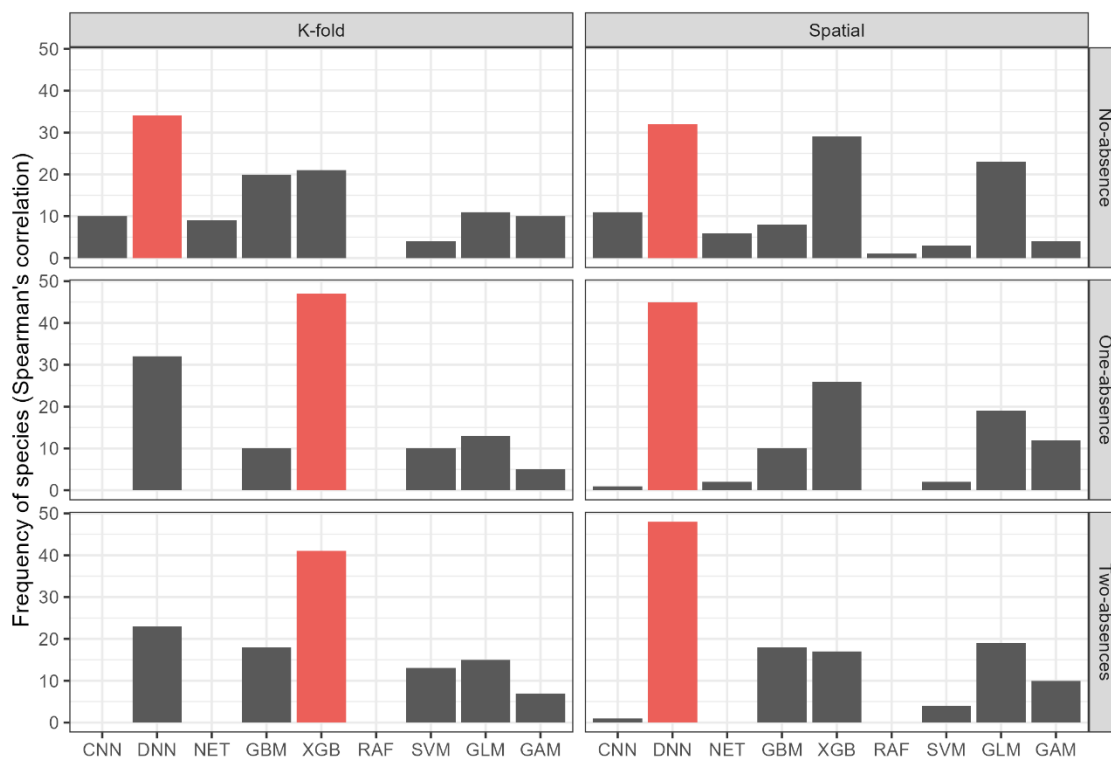 K-fold
Spatial
Frequency of species (Spearman's correlation)
50
40
30
20
10
0
No-absence
50
40
30
20
10
0
One-absence
50
40
30
20
10
0
Two-absences
CNN DNN NET GBM XGB RAF SVM GLM GAM
CNN DNN NET GBM XGB RAF SVM GLM GAM